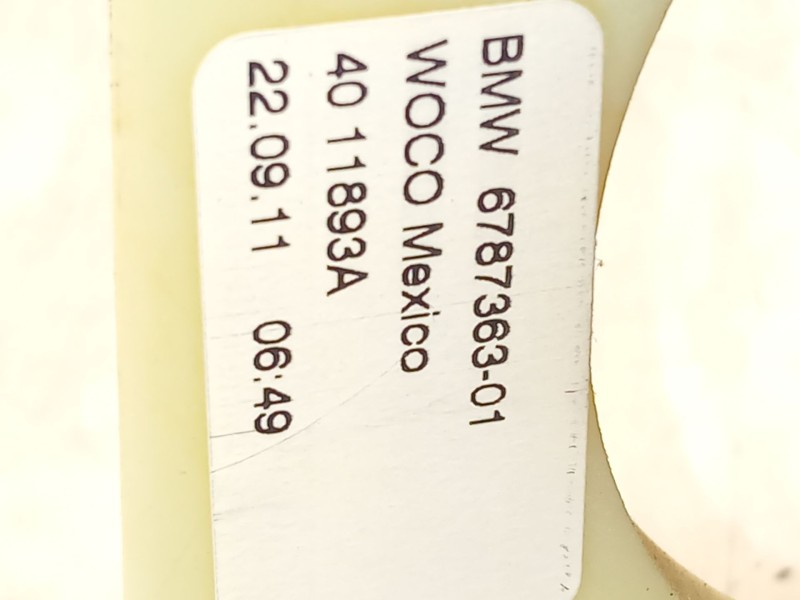 BMW 6787363-01
WOCO Mexico
40 11893A
22.09.11 06:49